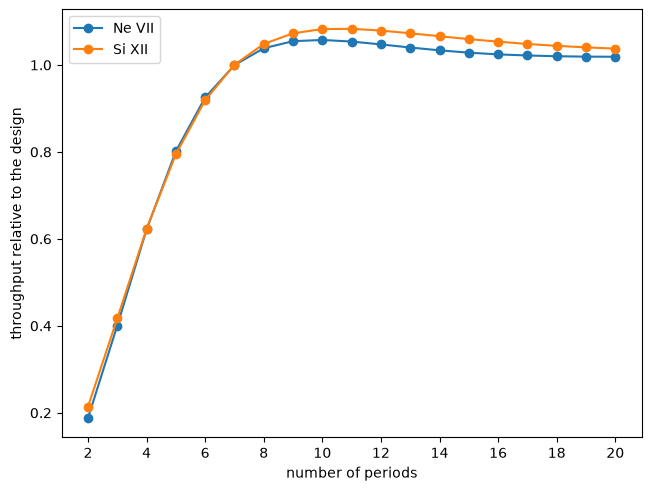 Ne VII
Si XII
throughput relative to the design
1.0
0.8
0.6
0.4
0.2
2 4 6 8 10 12 14 16 18 20
number of periods